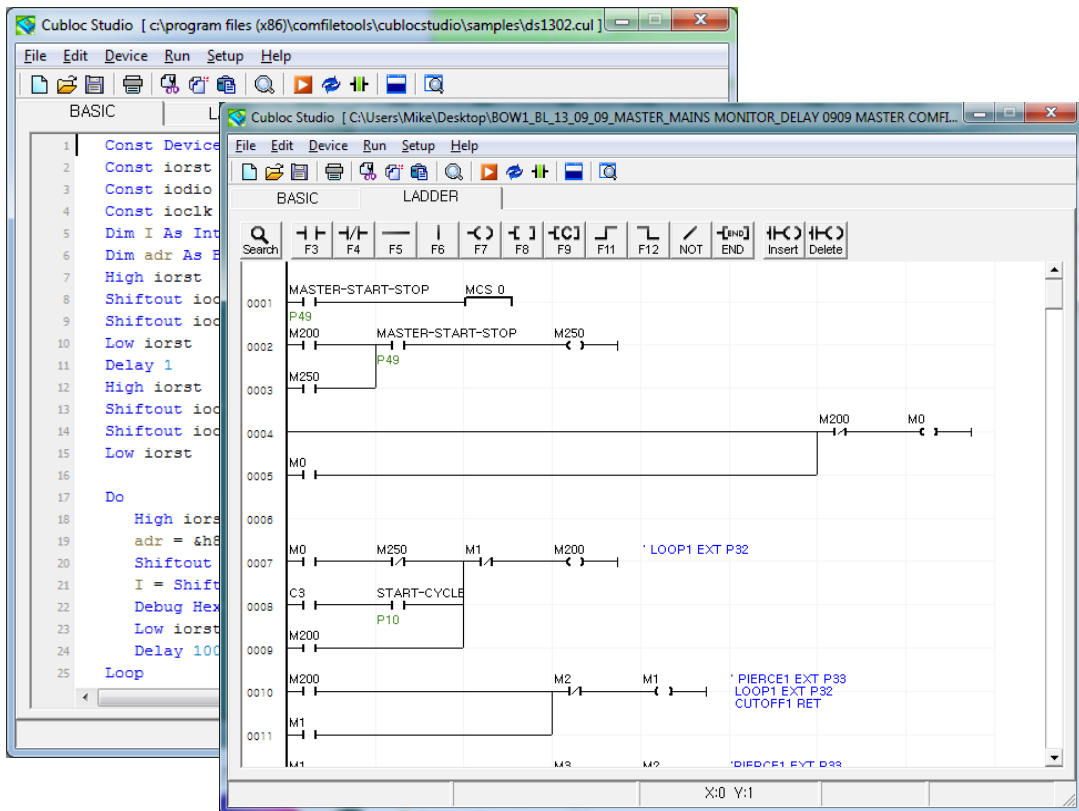 Cubloc Studio [ c:\program files (x86)\comfiletools\cublocstudio\samples\ds1302.cul ]
File Edit Device Run Setup Help
BASIC
1 Const Device
2 Const iorst
3 Const iodio
4 Const ioclk
5 Dim I As Int
6 Dim adr As
7 High iorst
8 Shiftout ioc
9 Shiftout ioc
10 Low iorst
11 Delay 1
12 High iorst
13 Shiftout ioc
14 Shiftout ioc
15 Low iorst
16
17 Do
18 High iors
19 adr = &h8
20 Shiftout
21 I = Shift
22 Debug Hex
23 Low iorst
24 Delay 100
25 Loop
Cubloc Studio [ C:\Users\Mike\Desktop\BOW1_BL_13_09_09_MASTER_MAINS MONITOR_DELAY 0909 MASTER COMFI...
File Edit Device Run Setup Help
BASIC LADDER
Search F3 F4 F5 F6 F7 F8 F9 F11 F12 NOT END Insert Delete
MASTER-START-STOP MCS 0
0001
P49
M200 MASTER-START-STOP M250
0002
P49
M250
0003
M200 M0
0004
M0
0005
0006
M0 M250 M1 M200 ' LOOP1 EXT P32
0007
C3 START-CYCLE
0008
P10
M200
0009
M200 M2 M1 ' PIERCE1 EXT P33
0010 LOOP1 EXT P32
CUTOFF1 RET
M1
0011
M1 M3 M2 'PIERCE1 EXT P33
X:0 Y:1